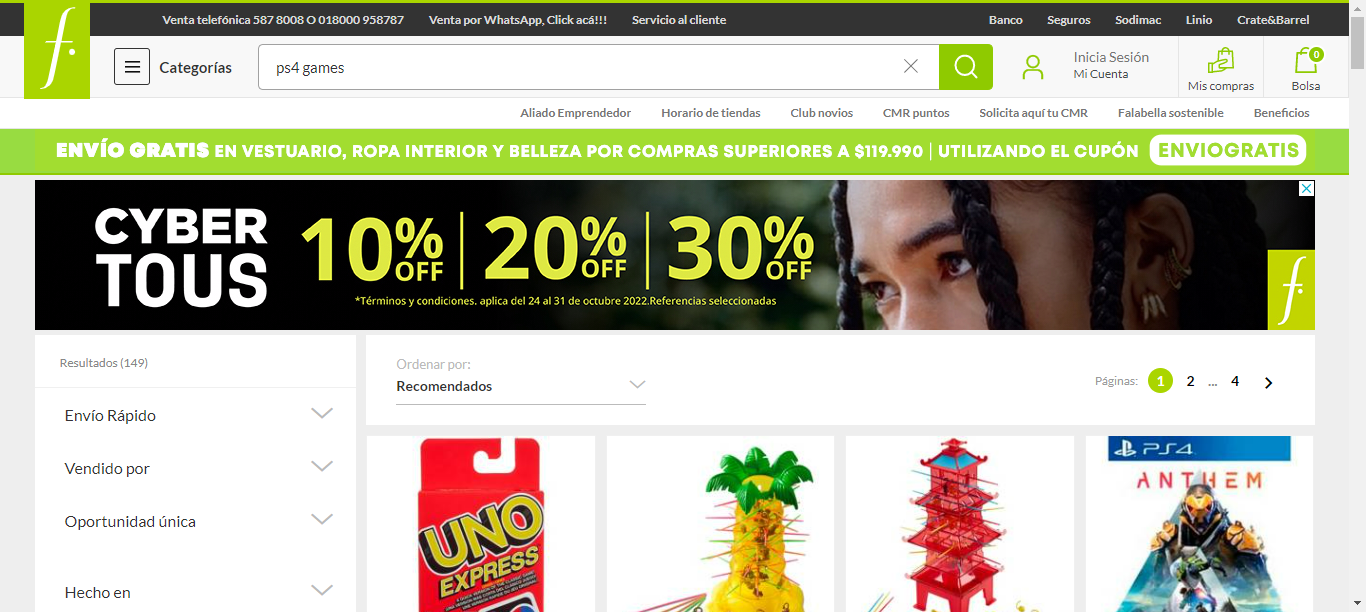 Venta telefónica 587 8008 O 018000 958787 Venta por WhatsApp, Click acá!!! Servicio al cliente Banco Seguros Sodimac Linio Crate&Barrel
f.
Categorías ps4 games Inicia Sesión
Mi Cuenta
Mis compras
0
Bolsa
Aliado Emprendedor Horario de tiendas Club novios CMR puntos Solicita aquí tu CMR Falabella sostenible Beneficios
ENVÍO GRATIS EN VESTUARIO, ROPA INTERIOR Y BELLEZA POR COMPRAS SUPERIORES A $119.990 | UTILIZANDO EL CUPÓN ENVIOGRATIS
CYBER
TOUS
10% OFF | 20% OFF | 30% OFF
*Términos y condiciones. aplica del 24 al 31 de octubre 2022.Referencias seleccionadas
f.
Resultados (149)
Envío Rápido
Vendido por
Oportunidad única
Hecho en
Ordenar por:
Recomendados
Páginas: 1 2 ... 4
UNO
EXPRESS
PS4
ANTHEM